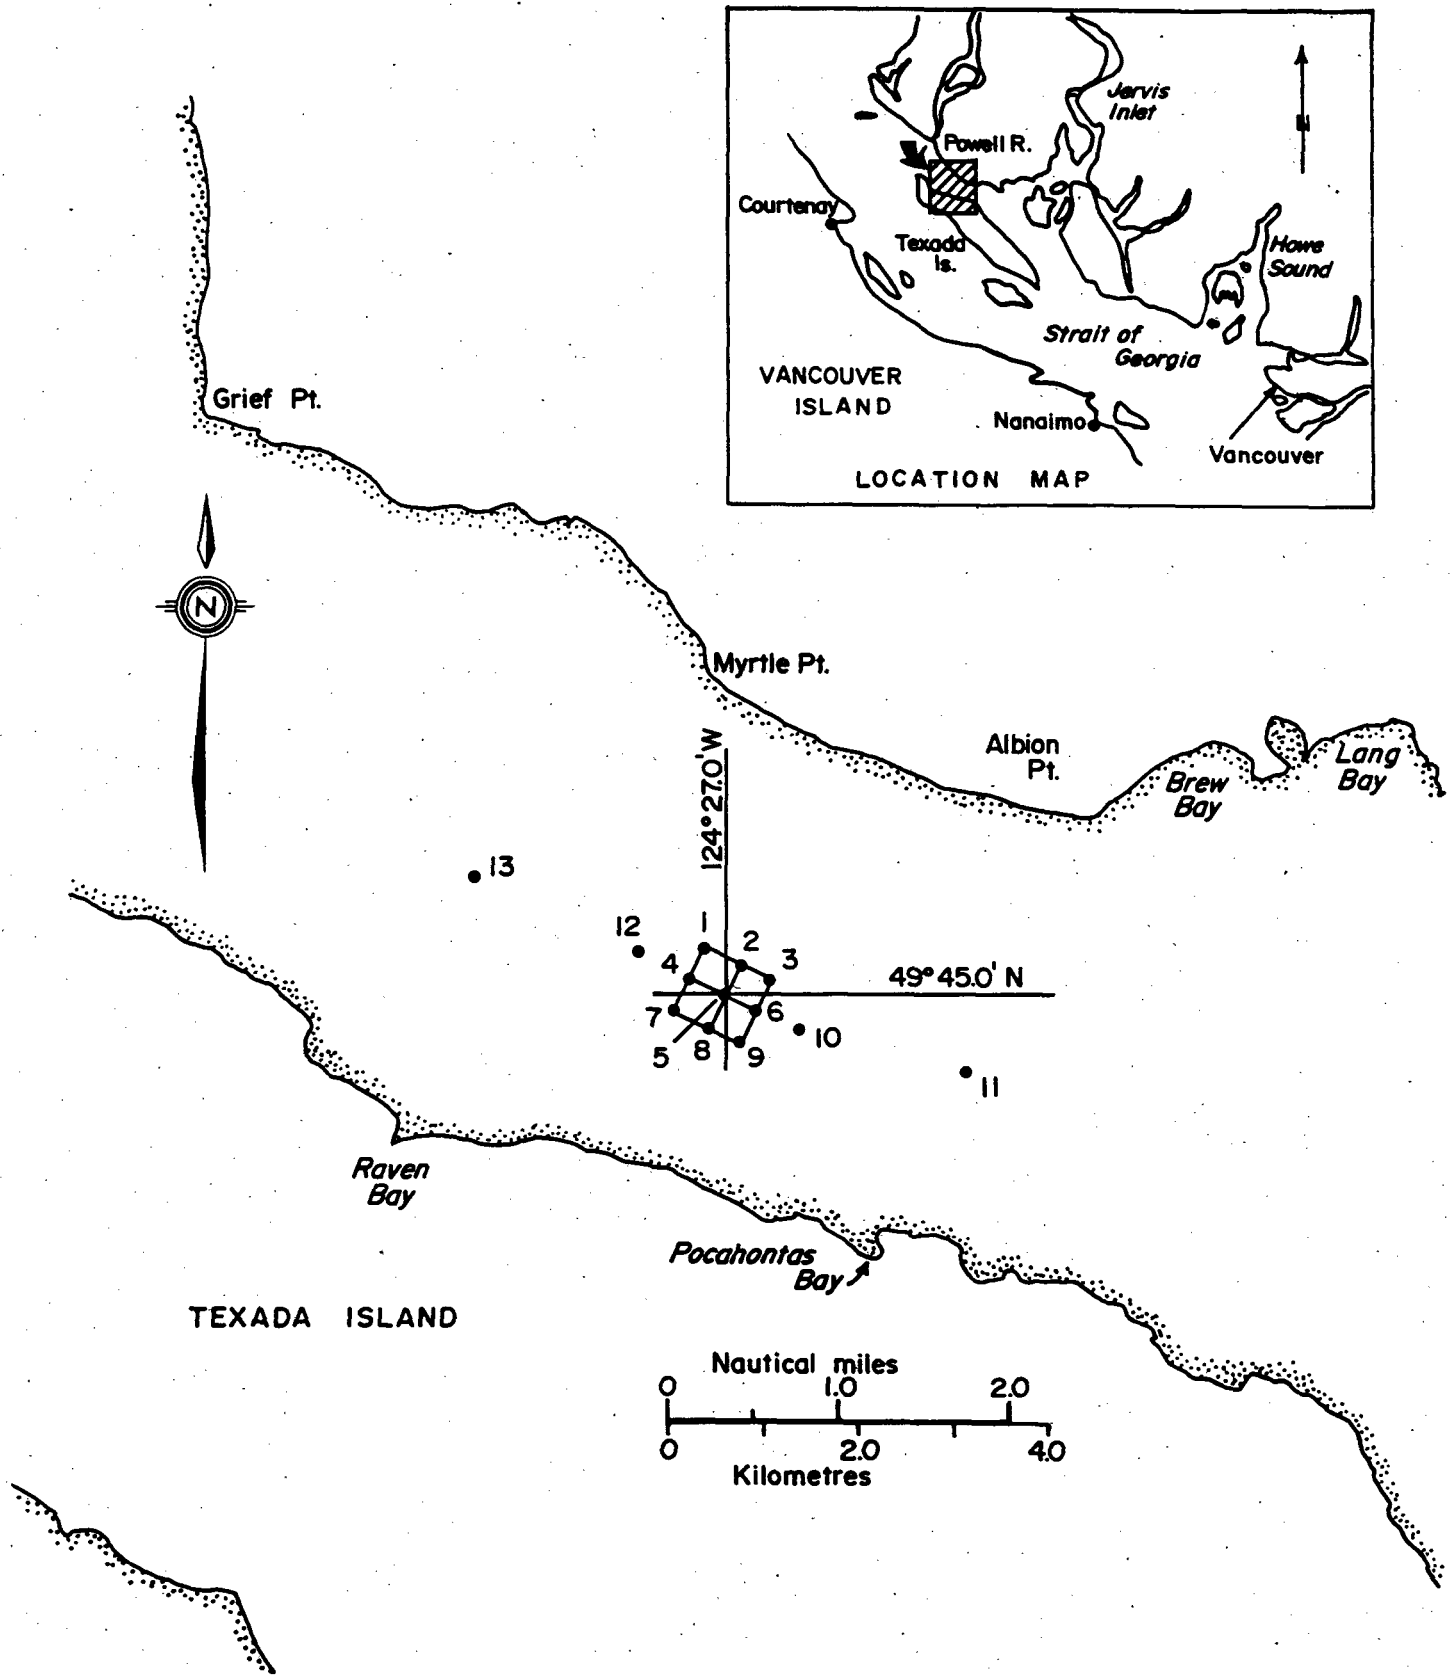 Jervis
Inlet
N
Powell R.
Courtenay
Texada
Is.
Howe
Sound
Strait of
Georgia
VANCOUVER
ISLAND
Nanaimo
Vancouver
LOCATION MAP
Grief Pt.
N
Myrtle Pt.
Albion
Pt.
Brew
Bay
Lang
Bay
124°27.0'W
13
12
1
2
3
4
49°45.0' N
7
6
5
8
9
10
11
Raven
Bay
Pocahontas
Bay
TEXADA ISLAND
Nautical miles
0 1.0 2.0
0 2.0 4.0
Kilometres